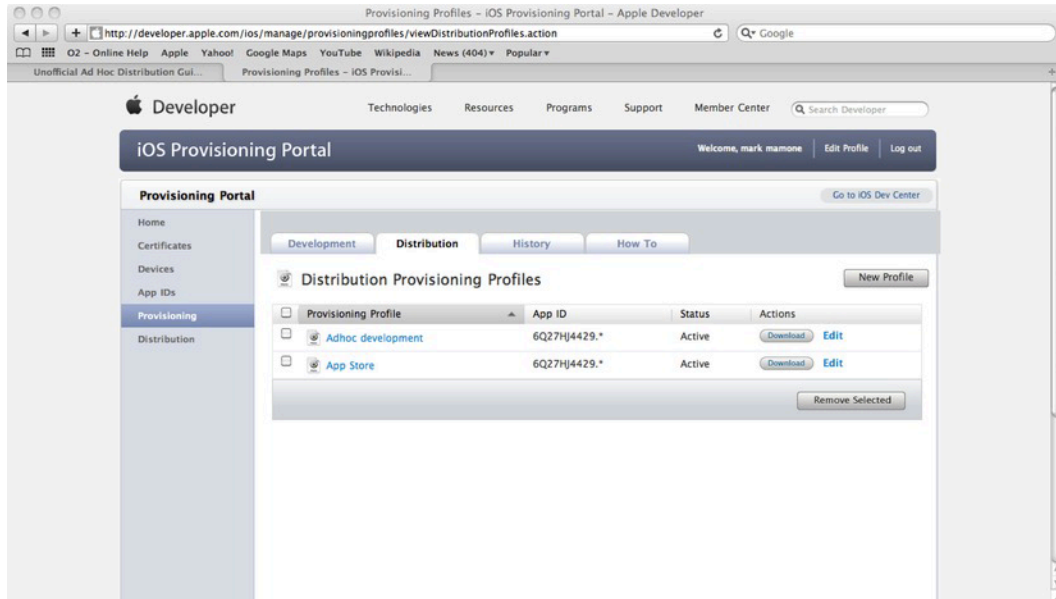 Provisioning Profiles – iOS Provisioning Portal – Apple Developer
http://developer.apple.com/ios/manage/provisioningprofiles/viewDistributionProfiles.action Google
O2 – Online Help Apple Yahoo! Google Maps YouTube Wikipedia News (404) Popular
Unofficial Ad Hoc Distribution Gui... Provisioning Profiles – iOS Provisi...
Developer Technologies Resources Programs Support Member Center Search Developer
iOS Provisioning Portal Welcome, mark mamone Edit Profile Log out
Provisioning Portal Go to iOS Dev Center
Home
Certificates
Devices
App IDs
Provisioning
Distribution
Development Distribution History How To
Distribution Provisioning Profiles New Profile
Provisioning Profile App ID Status Actions
Adhoc development 6Q27HJ4429.* Active Download Edit
App Store 6Q27HJ4429.* Active Download Edit
Remove Selected